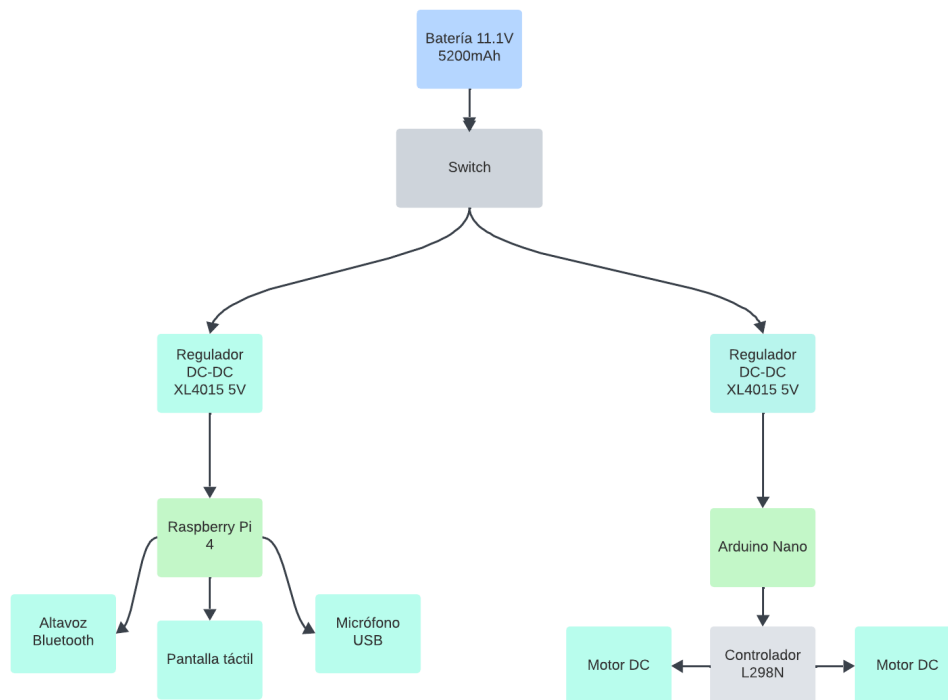 Batería 11.1V
5200mAh
Switch
Regulador
DC-DC
XL4015 5V
Regulador
DC-DC
XL4015 5V
Raspberry Pi
4
Arduino Nano
Altavoz
Bluetooth
Pantalla táctil
Micrófono
USB
Motor DC
Controlador
L298N
Motor DC